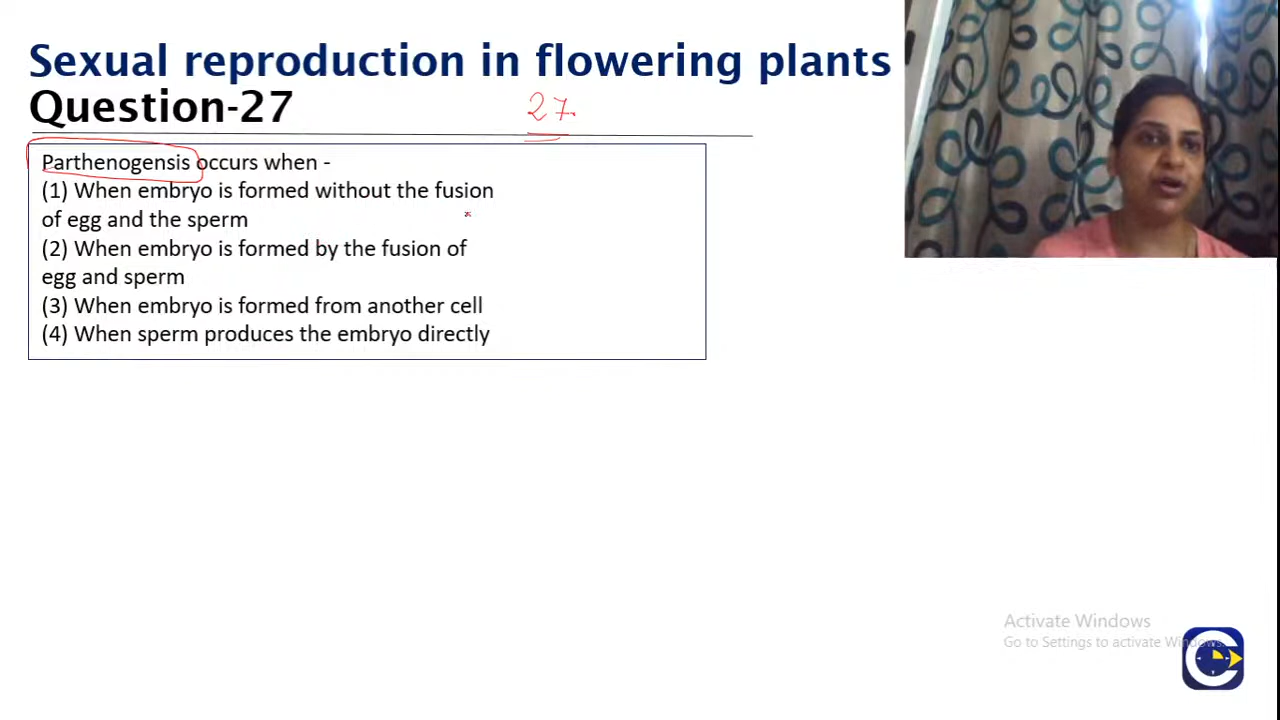 Sexual reproduction in flowering plants
Question-27
27.
Parthenogensis occurs when -
(1) When embryo is formed without the fusion
of egg and the sperm
(2) When embryo is formed by the fusion of
egg and sperm
(3) When embryo is formed from another cell
(4) When sperm produces the embryo directly
Activate Windows
Go to Settings to activate Windows.